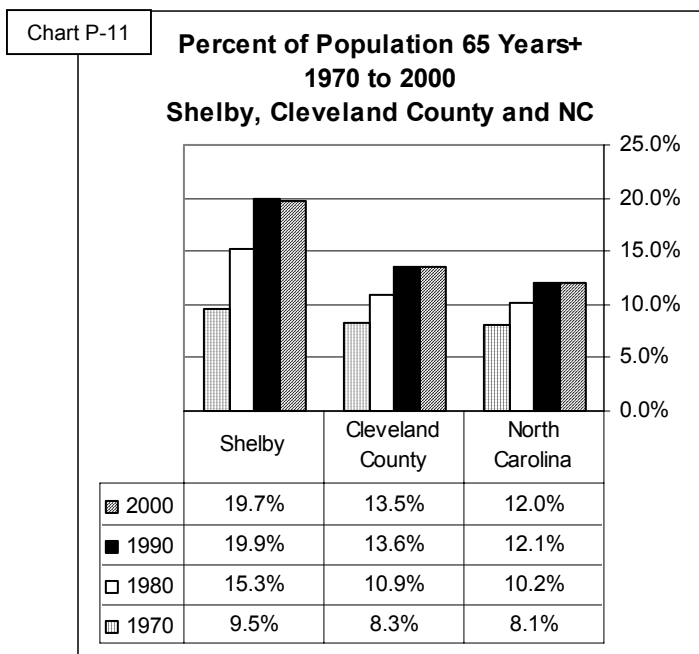 Chart P-11
Percent of Population 65 Years+
1970 to 2000
Shelby, Cleveland County and NC
25.0%
20.0%
15.0%
10.0%
5.0%
0.0%
Shelby Cleveland County North Carolina
2000 19.7% 13.5% 12.0%
1990 19.9% 13.6% 12.1%
1980 15.3% 10.9% 10.2%
1970 9.5% 8.3% 8.1%